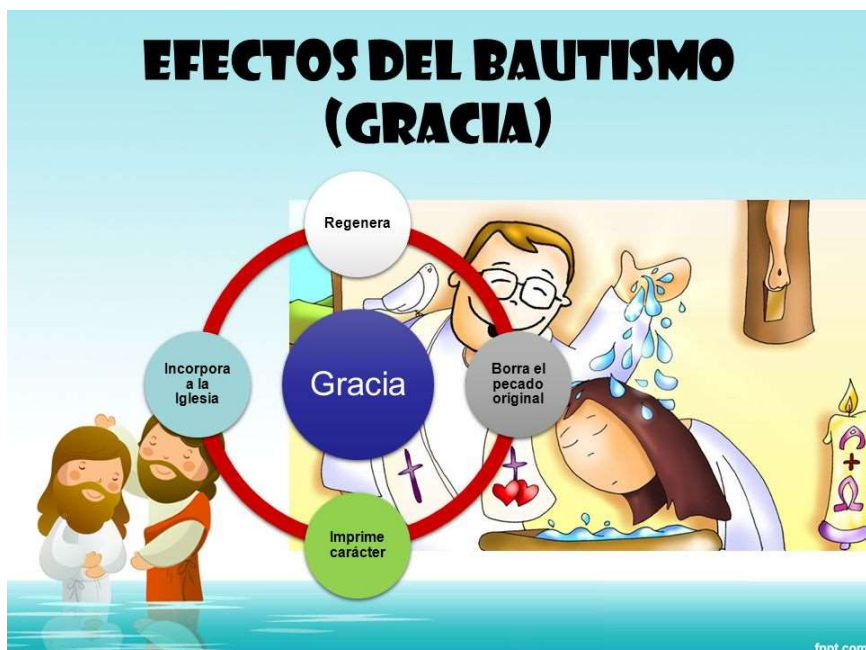 EFECTOS DEL BAUTISMO
(GRACIA)
Regenera
Incorpora
a la
Iglesia
Gracia
Borra el
pecado
original
Imprime
carácter
Α
+
Ω
fppt.com